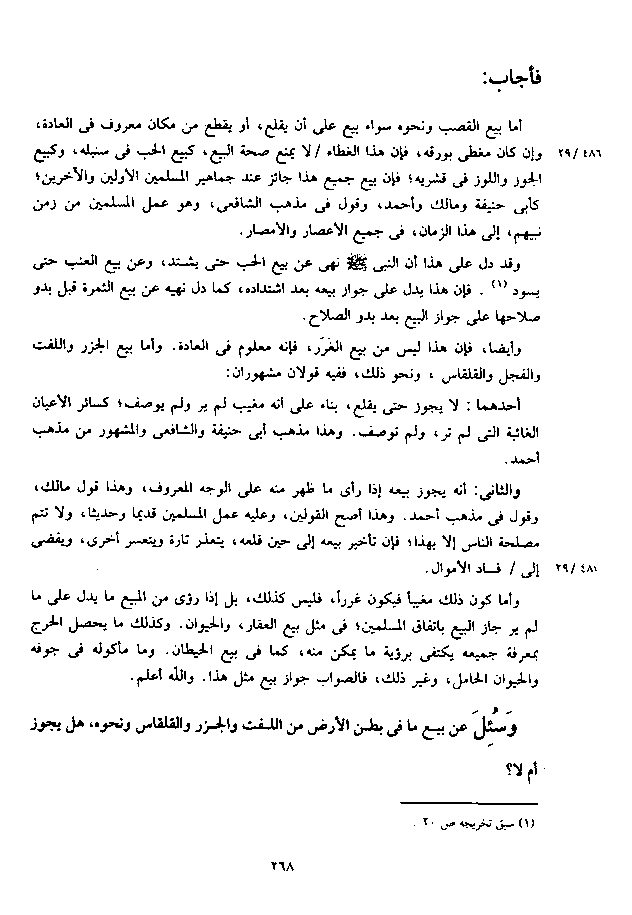 فأجاب:
أما بيع القصب ونحوه سواء بيع على أن يقلع، أو يقطع من مكان معروف فى العادة،
٢٩/٤٨٦ وإن كان مغطى بورقه، فإن هذا الغطاء / لا يمنع صحة البيع، كبيع الحب فى سنبله، وكبيع
الجوز واللوز فى قشريه؛ فإن بيع جميع هذا جائز عند جماهير المسلمين الأولين والآخرين؛
كأبى حنيفة ومالك وأحمد، وقول فى مذهب الشافعى، وهو عمل المسلمين من زمن
نبيهم، إلى هذا الزمان، فى جميع الأعصار والأمصار.
وقد دل على هذا أن النبى ﷺ نهى عن بيع الحب حتى يشتد، وعن بيع العنب حتى
يسود (١) . فإن هذا يدل على جواز بيعه بعد اشتداده، كما دل نهيه عن بيع الثمرة قبل بدو
صلاحها على جواز البيع بعد بدو الصلاح.
وأيضا، فإن هذا ليس من بيع الغَرَر، فإنه معلوم فى العادة. وأما بيع الجزر واللفت
والفجل والقلقاس ، ونحو ذلك، ففيه قولان مشهوران:
أحدهما : لا يجوز حتى يقلع، بناء على أنه مغيب لم ير ولم يوصف؛ كسائر الأعيان
الغائبة التى لم تر، ولم توصف. وهذا مذهب أبى حنيفة والشافعى والمشهور من مذهب
أحمد.
والثانى: أنه يجوز بيعه إذا رأى ما ظهر منه على الوجه المعروف، وهذا قول مالك،
وقول فى مذهب أحمد. وهذا أصح القولين، وعليه عمل المسلمين قديما وحديثا، ولا تتم
مصلحة الناس إلا بهذا؛ فإن تأخير بيعه إلى حين قلعه، يتعذر تارة ويتعسر أخرى، ويفضى
٢٩/٤٨١ إلى / فساد الأموال.
وأما كون ذلك مغيباً فيكون غرراً، فليس كذلك، بل إذا رؤى من المبيع ما يدل على ما
لم ير جاز البيع باتفاق المسلمين؛ فى مثل بيع العقار، والحيوان. وكذلك ما يحصل الحرج
بمعرفة جميعه يكتفى برؤية ما يمكن منه، كما فى بيع الحيطان. وما مأكوله فى جوفه
والحيوان الحامل، وغير ذلك، فالصواب جواز بيع مثل هذا. والله أعلم.
وَسُئِلَ عن بيع ما فى بطن الأرض من اللفت والجزر والقلقاس ونحوه، هل يجوز
أم لا؟
(١) سبق تخريجه ص ٢٠ .
٢٦٨